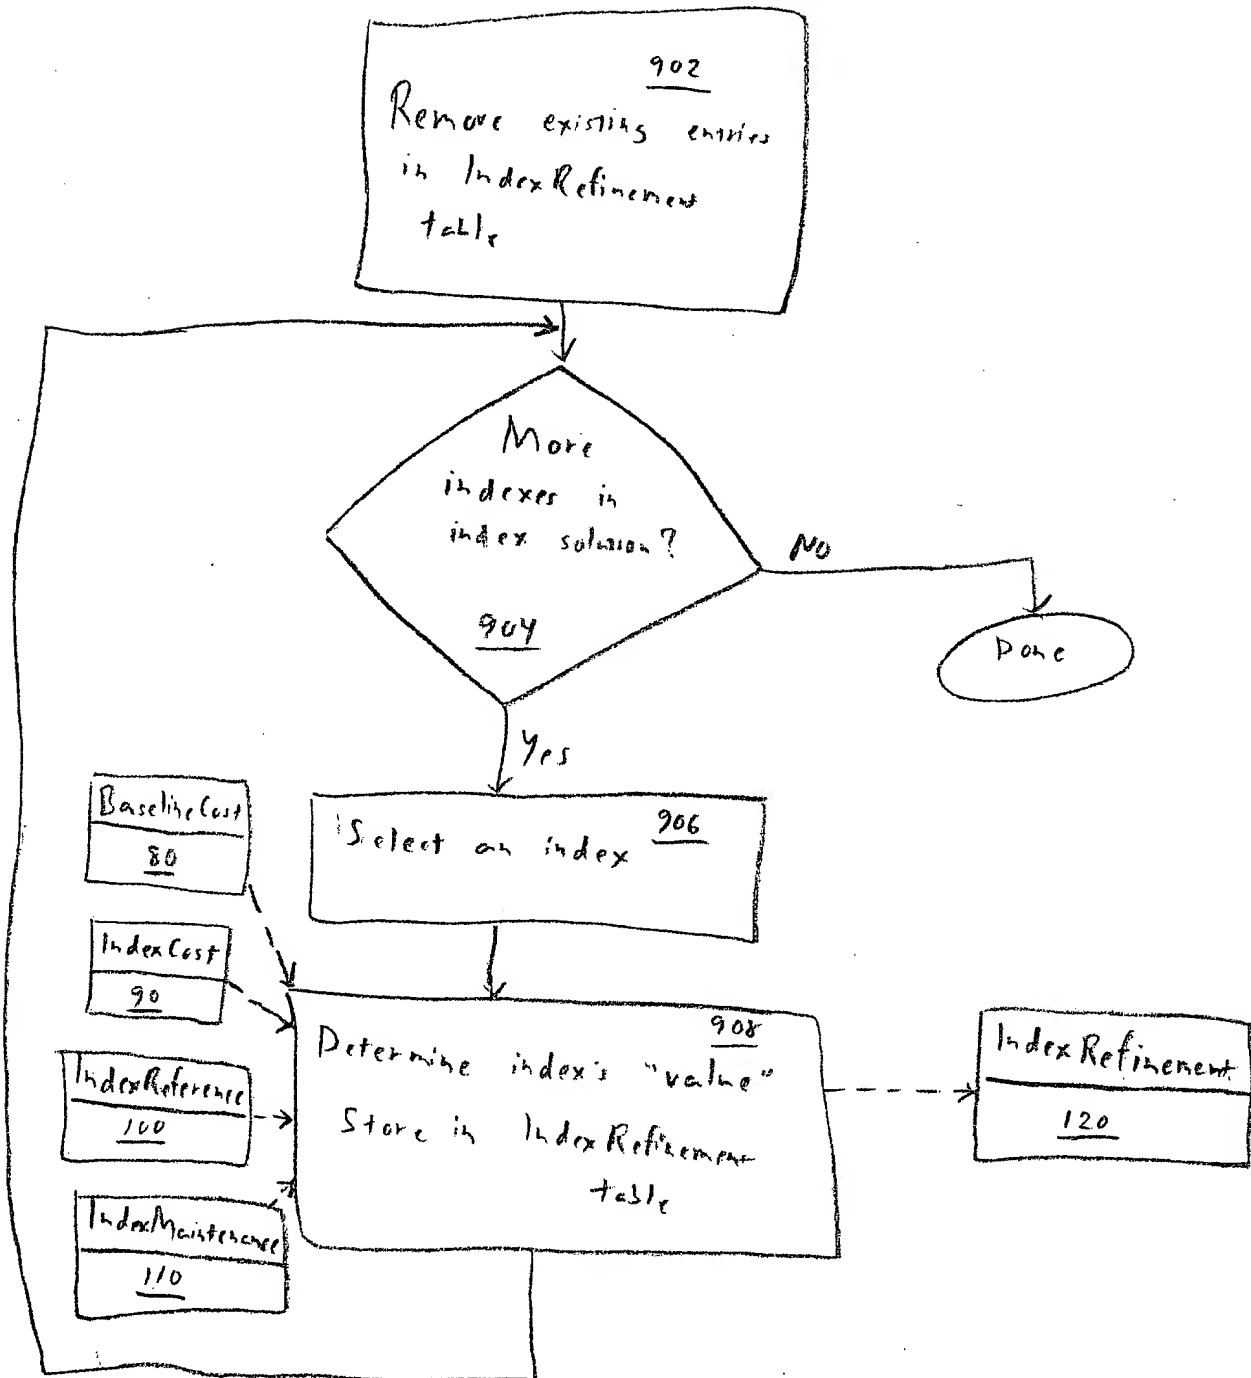 902
Remove existing entries
in IndexRefinement
table
More
indexes in
index solution?
904
No
Done
Yes
BaselineCost
80
Select an index 906
IndexCost
90
908
Determine index's "value"
Store in IndexRefinement
table
IndexRefinement
120
IndexReference
100
IndexMaintenance
110